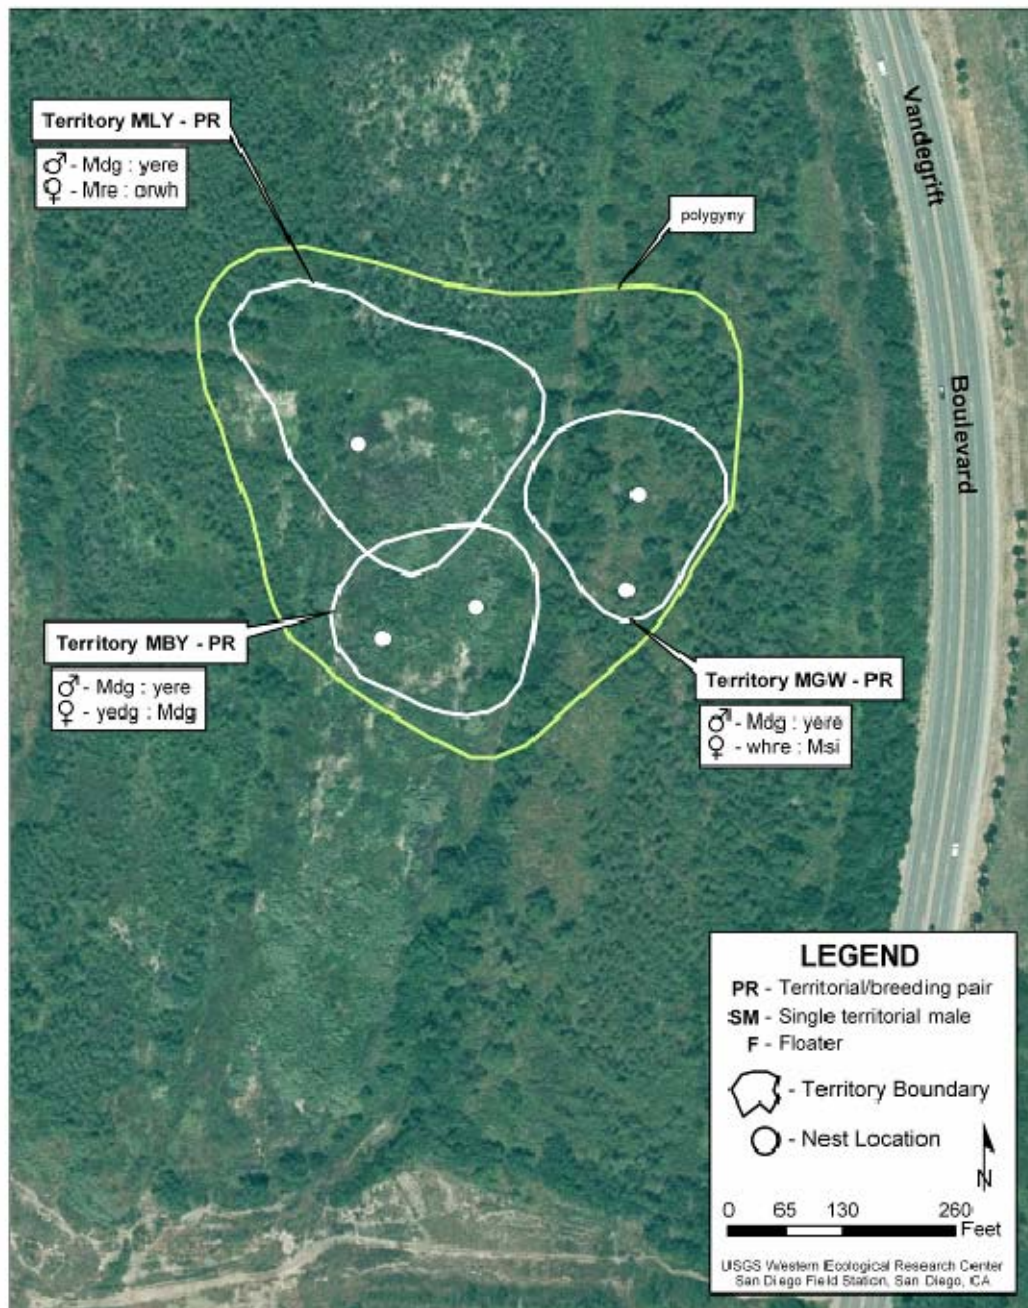 Territory MLY - PR
♂ - Mdg : yere
♀ - Mre : orwh
polygyny
Vandegrift
Boulevard
Territory MBY - PR
♂ - Mdg : yere
♀ - yedg : Mdg
Territory MGW - PR
♂ - Mdg : yere
♀ - whre : Msi
LEGEND
PR - Territorial/breeding pair
SM - Single territorial male
F - Floater
- Territory Boundary
- Nest Location
N
0 65 130 260
Feet
USGS Western Ecological Research Center
San Diego Field Station, San Diego, CA